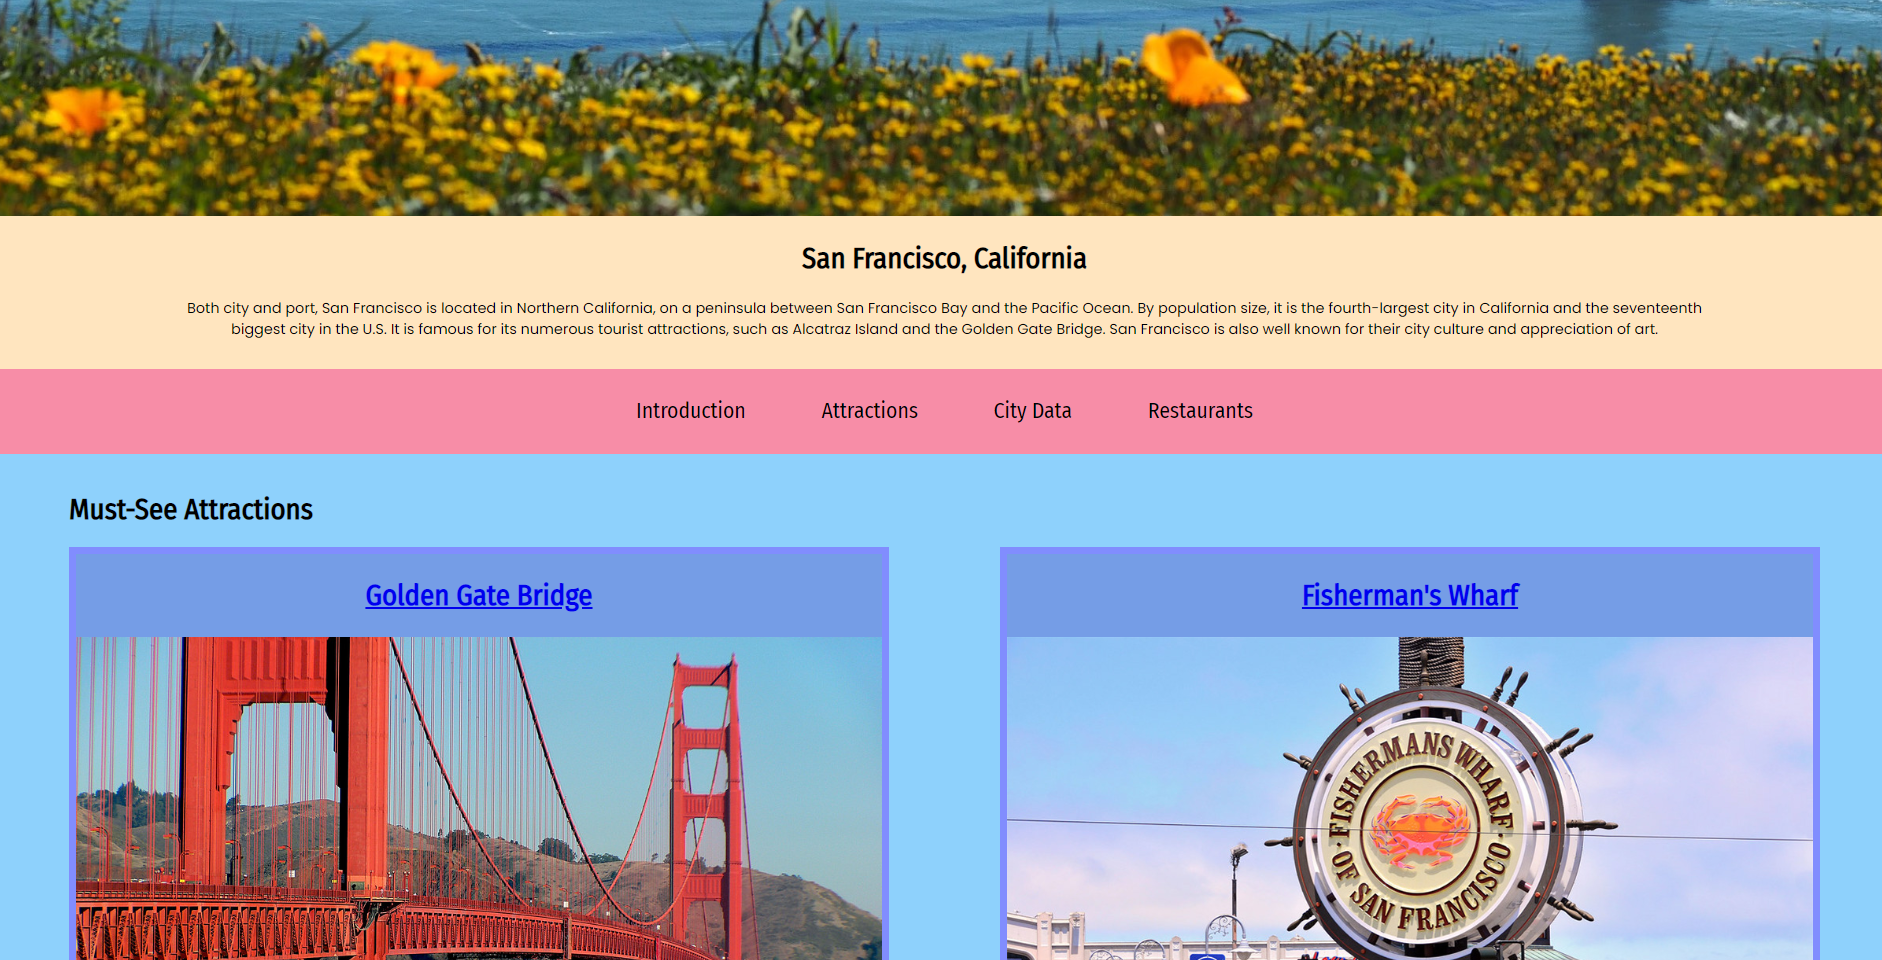 San Francisco, California
Both city and port, San Francisco is located in Northern California, on a peninsula between San Francisco Bay and the Pacific Ocean. By population size, it is the fourth-largest city in California and the seventeenth
biggest city in the U.S. It is famous for its numerous tourist attractions, such as Alcatraz Island and the Golden Gate Bridge. San Francisco is also well known for their city culture and appreciation of art.
Introduction Attractions City Data Restaurants
Must-See Attractions
Golden Gate Bridge
Fisherman's Wharf
FISHERMANS WHARF
OF SAN FRANCISCO